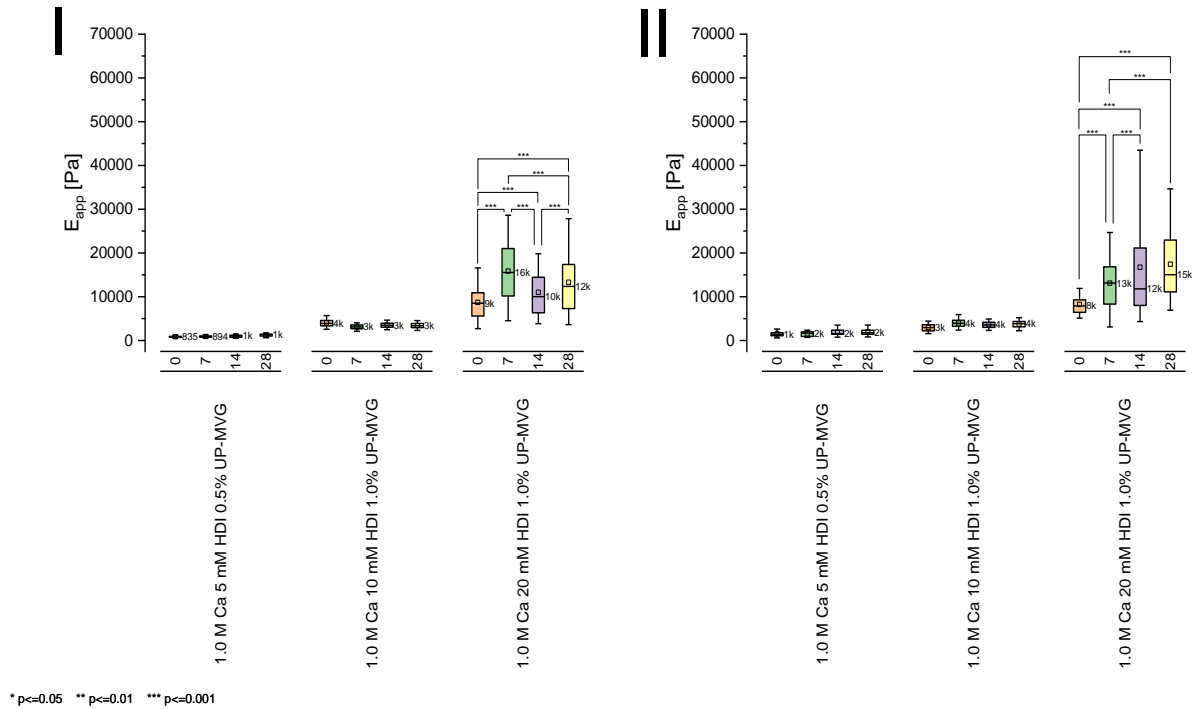 I
70000
60000
50000
40000
30000
20000
10000
0
E_app [Pa]
***
***
***
***
***
***
835
894
1k
1k
4k
3k
3k
3k
9k
16k
10k
12k
0 7 14 28
0 7 14 28
0 7 14 28
1.0 M Ca 5 mM HDI 0.5% UP-MVG
1.0 M Ca 10 mM HDI 1.0% UP-MVG
1.0 M Ca 20 mM HDI 1.0% UP-MVG
II
70000
60000
50000
40000
30000
20000
10000
0
E_app [Pa]
***
***
***
***
***
1k
2k
2k
2k
3k
4k
4k
4k
8k
13k
12k
15k
0 7 14 28
0 7 14 28
0 7 14 28
1.0 M Ca 5 mM HDI 0.5% UP-MVG
1.0 M Ca 10 mM HDI 1.0% UP-MVG
1.0 M Ca 20 mM HDI 1.0% UP-MVG
* p<=0.05 ** p<=0.01 *** p<=0.001